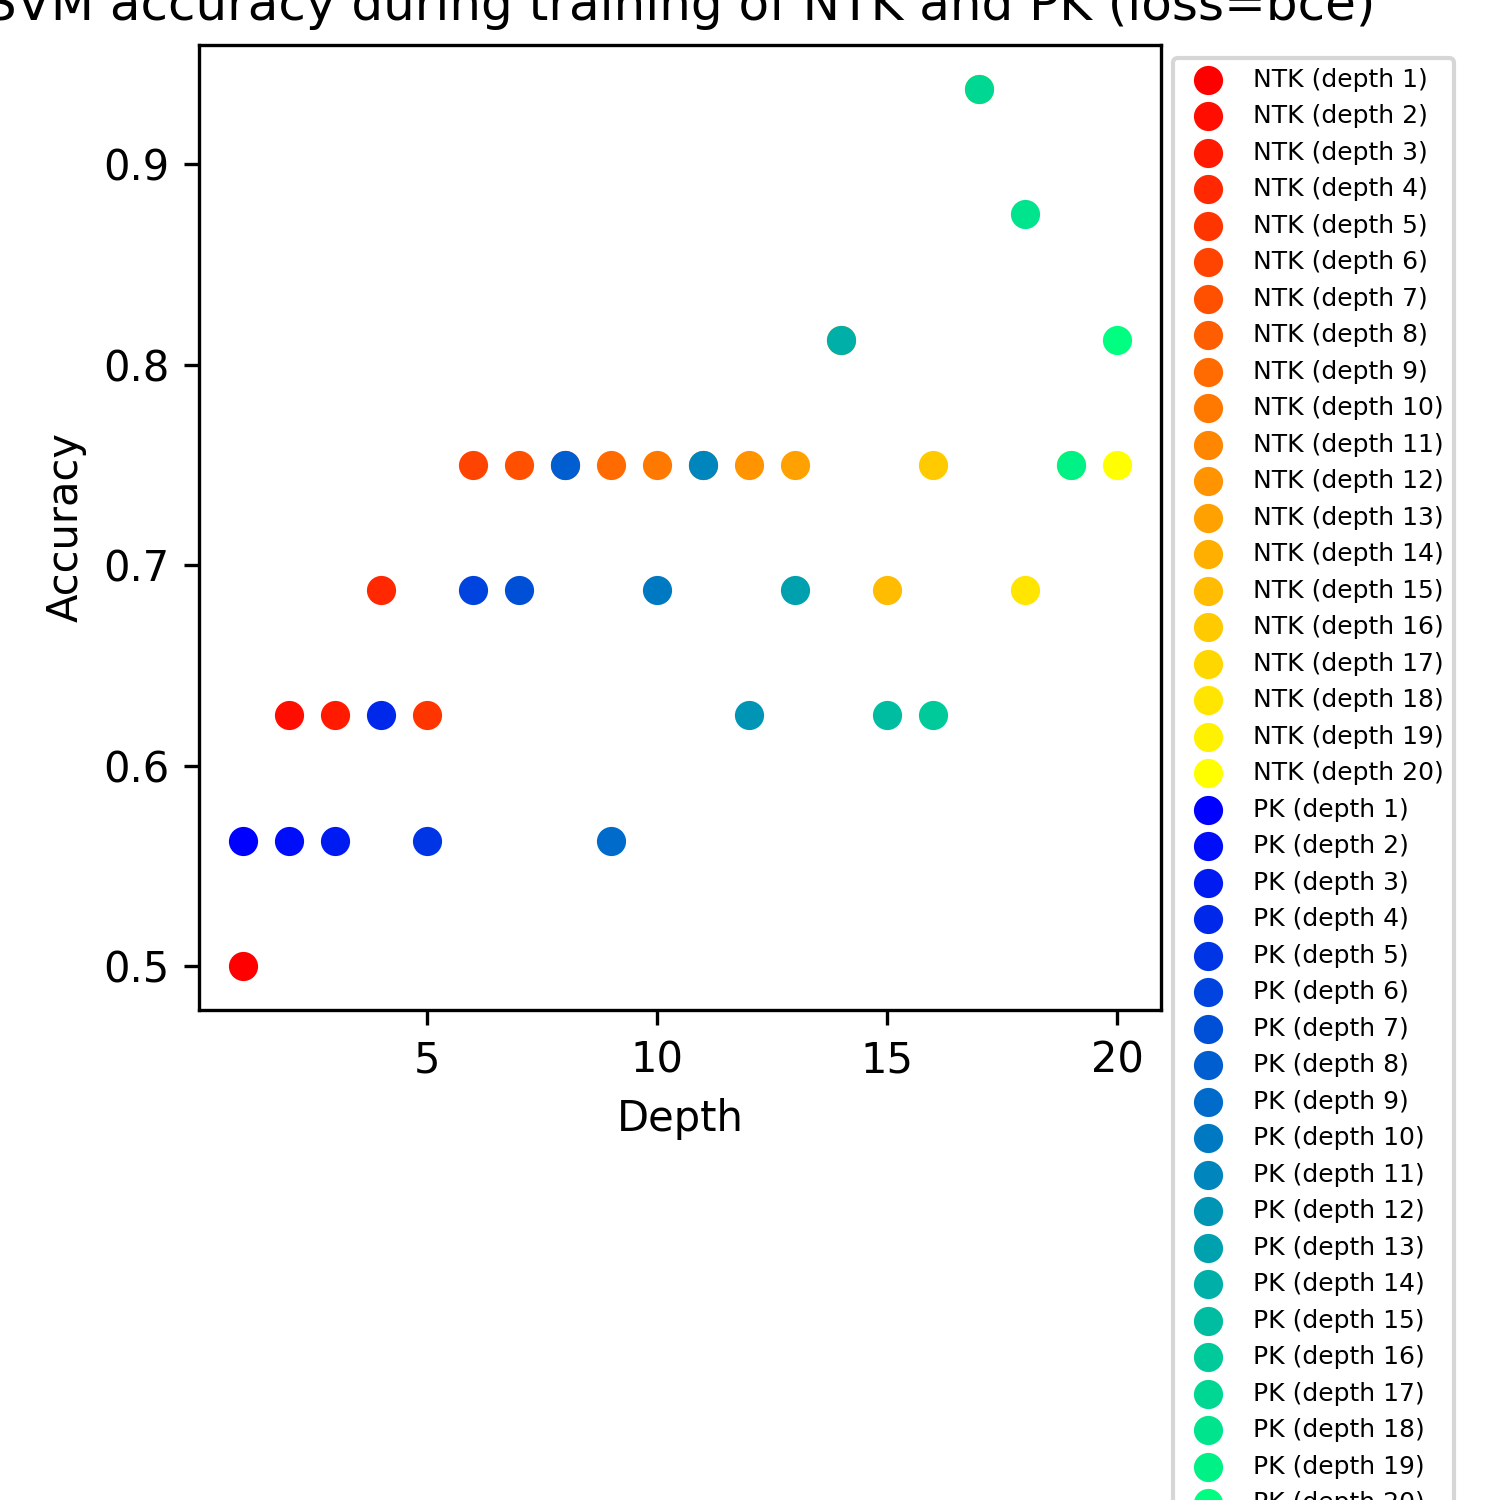 SVM accuracy during training of NTK and PK (loss=bce)
0.9
0.8
0.7
0.6
0.5
Accuracy
5 10 15 20
Depth
NTK (depth 1)
NTK (depth 2)
NTK (depth 3)
NTK (depth 4)
NTK (depth 5)
NTK (depth 6)
NTK (depth 7)
NTK (depth 8)
NTK (depth 9)
NTK (depth 10)
NTK (depth 11)
NTK (depth 12)
NTK (depth 13)
NTK (depth 14)
NTK (depth 15)
NTK (depth 16)
NTK (depth 17)
NTK (depth 18)
NTK (depth 19)
NTK (depth 20)
PK (depth 1)
PK (depth 2)
PK (depth 3)
PK (depth 4)
PK (depth 5)
PK (depth 6)
PK (depth 7)
PK (depth 8)
PK (depth 9)
PK (depth 10)
PK (depth 11)
PK (depth 12)
PK (depth 13)
PK (depth 14)
PK (depth 15)
PK (depth 16)
PK (depth 17)
PK (depth 18)
PK (depth 19)
PK (depth 20)